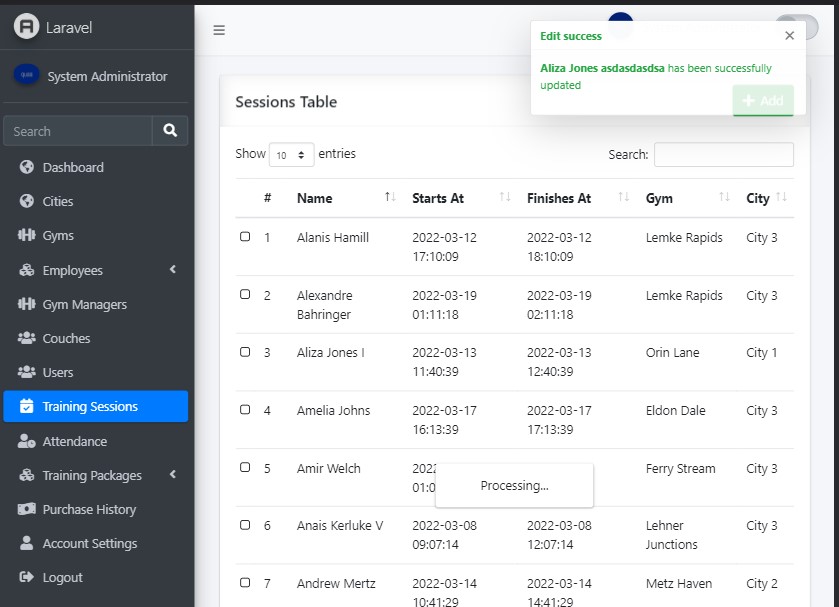 Laravel
System Administrator
Search
Dashboard
Cities
Gyms
Employees
Gym Managers
Couches
Users
Training Sessions
Attendance
Training Packages
Purchase History
Account Settings
Logout
Edit success
×
Aliza Jones asdasdasdsa has been successfully
updated
+ Add
Sessions Table
Show 10 entries
Search:
# Name Starts At Finishes At Gym City
1 Alanis Hamill 2022-03-12 2022-03-12 Lemke Rapids City 3
17:10:09 18:10:09
2 Alexandre 2022-03-19 2022-03-19 Lemke Rapids City 3
Bahringer 01:11:18 02:11:18
3 Aliza Jones I 2022-03-13 2022-03-13 Orin Lane City 1
11:40:39 12:40:39
4 Amelia Johns 2022-03-17 2022-03-17 Eldon Dale City 3
16:13:39 17:13:39
5 Amir Welch Ferry Stream City 3
Processing...
6 Anais Kerluke V 2022-03-08 2022-03-08 Lehner City 3
09:07:14 12:07:14 Junctions
7 Andrew Mertz 2022-03-14 2022-03-14 Metz Haven City 2
10:41:29 14:41:29